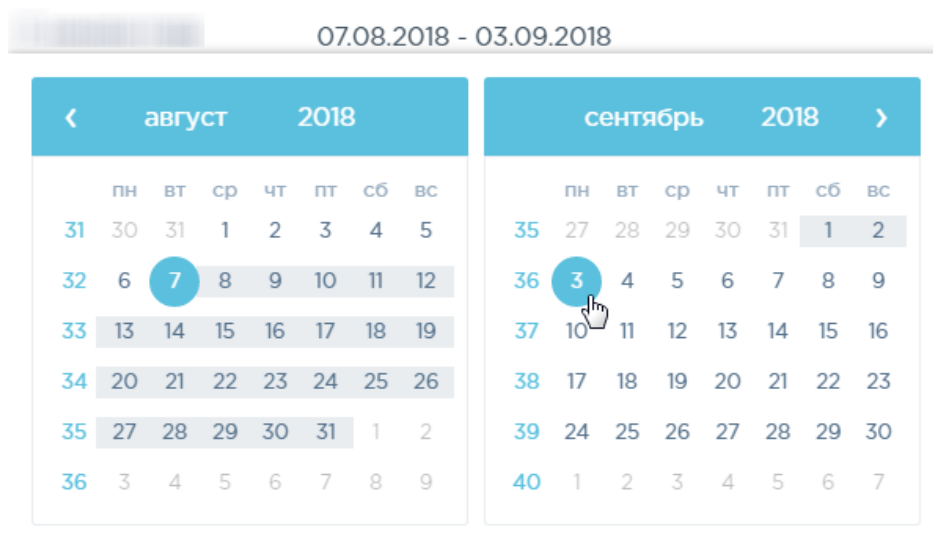 07.08.2018 - 03.09.2018
август 2018
пн вт ср чт пт сб вс
31 30 31 1 2 3 4 5
32 6 7 8 9 10 11 12
33 13 14 15 16 17 18 19
34 20 21 22 23 24 25 26
35 27 28 29 30 31 1 2
36 3 4 5 6 7 8 9
сентябрь 2018
пн вт ср чт пт сб вс
35 27 28 29 30 31 1 2
36 3 4 5 6 7 8 9
37 10 11 12 13 14 15 16
38 17 18 19 20 21 22 23
39 24 25 26 27 28 29 30
40 1 2 3 4 5 6 7